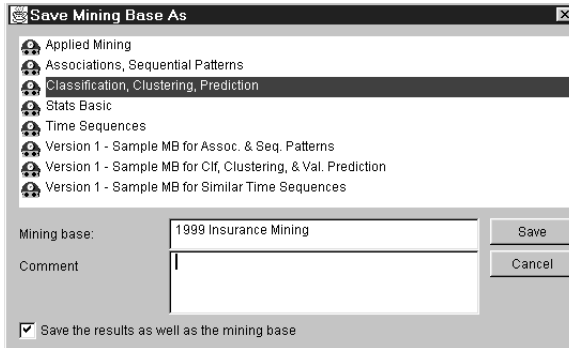 Save Mining Base As
Applied Mining
Associations, Sequential Patterns
Classification, Clustering, Prediction
Stats Basic
Time Sequences
Version 1 - Sample MB for Assoc. & Seq. Patterns
Version 1 - Sample MB for Clf, Clustering, & Val. Prediction
Version 1 - Sample MB for Similar Time Sequences
Mining base: 1999 Insurance Mining Save
Comment Cancel
Save the results as well as the mining base